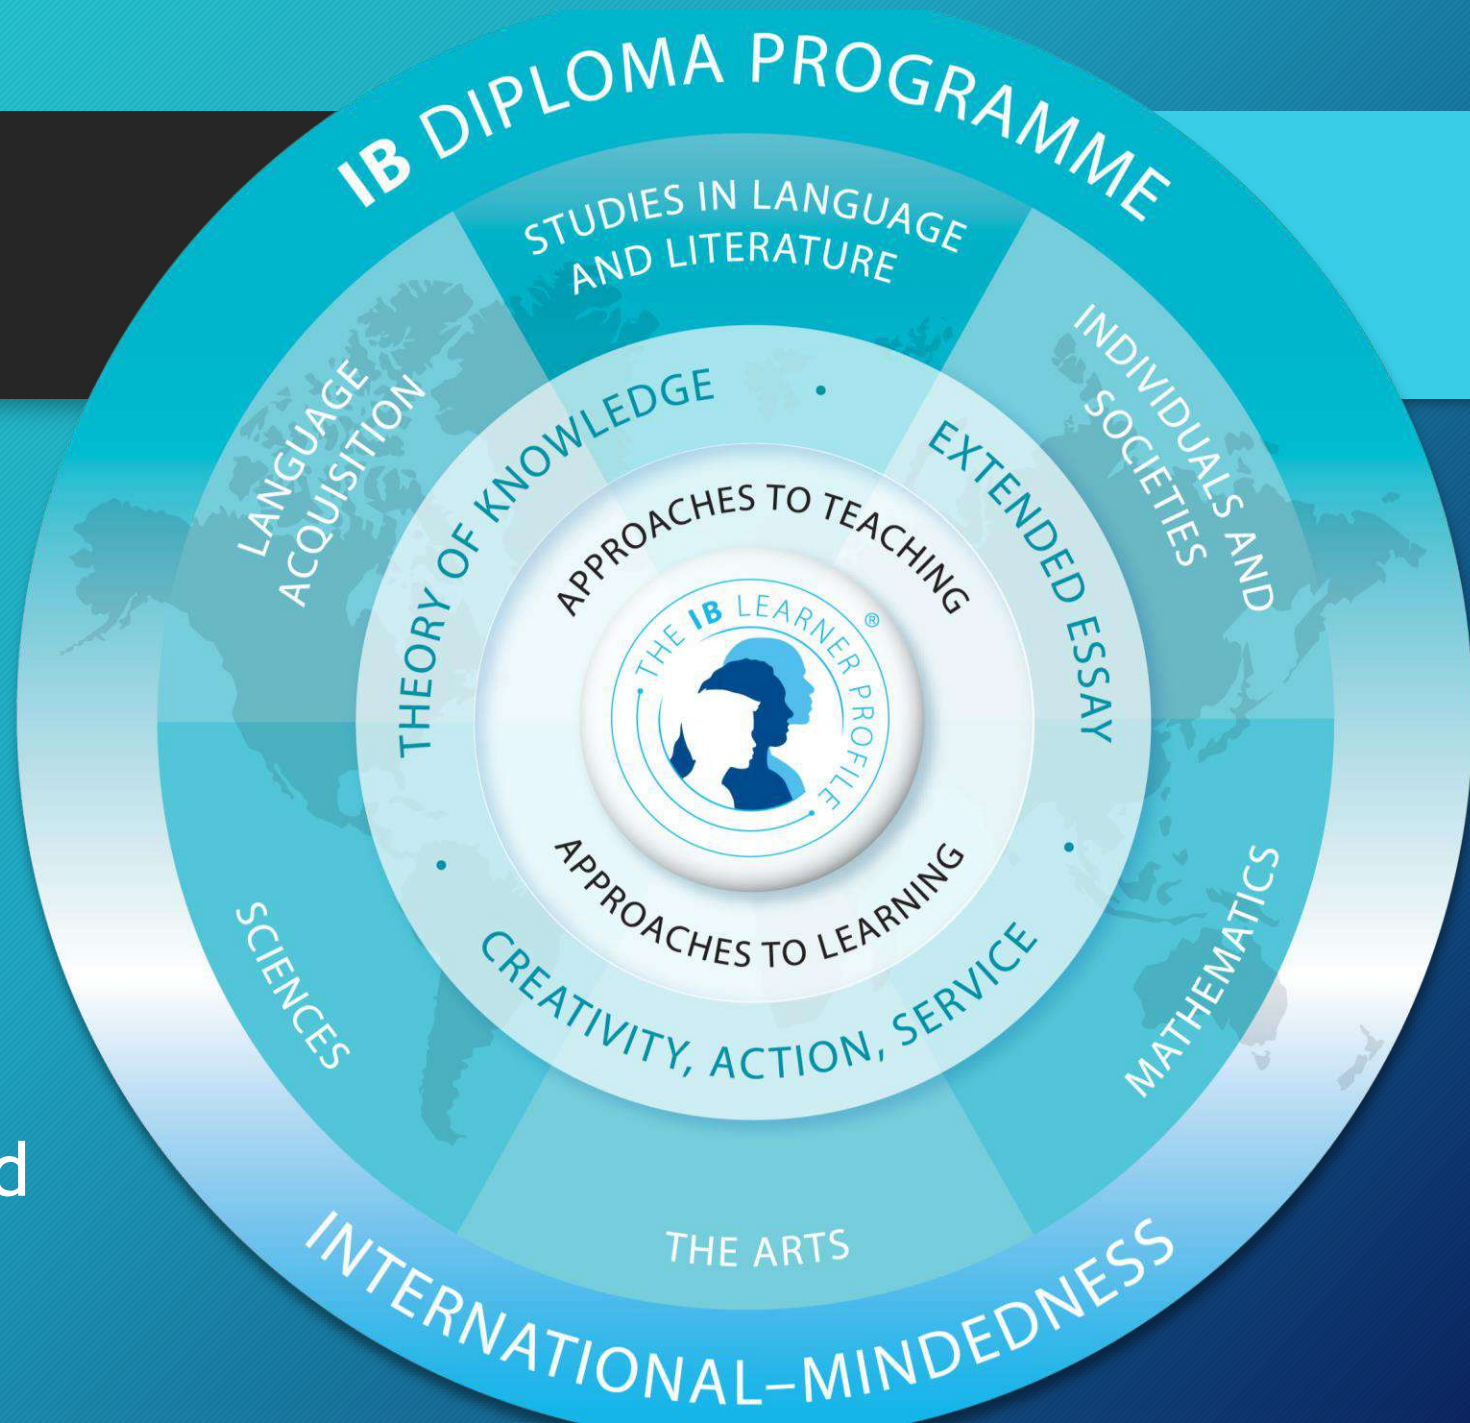 IB DIPLOMA PROGRAMME
STUDIES IN LANGUAGE
AND LITERATURE
LANGUAGE
ACQUISITION
INDIVIDUALS AND
SOCIETIES
THEORY OF KNOWLEDGE
EXTENDED ESSAY
APPROACHES TO TEACHING
THE IB LEARNER PROFILE ®
APPROACHES TO LEARNING
CREATIVITY, ACTION, SERVICE
SCIENCES
MATHEMATICS
THE ARTS
INTERNATIONAL–MINDEDNESS